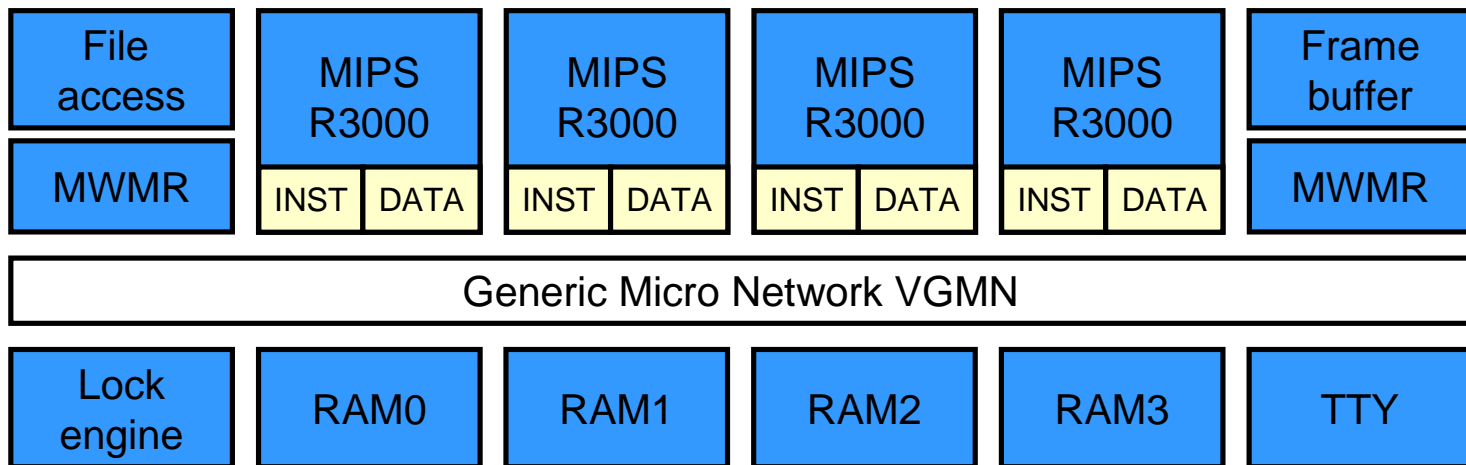 File
access
MWMR
MIPS
R3000
INST DATA
MIPS
R3000
INST DATA
MIPS
R3000
INST DATA
MIPS
R3000
INST DATA
Frame
buffer
MWMR
Generic Micro Network VGMN
Lock
engine
RAM0
RAM1
RAM2
RAM3
TTY